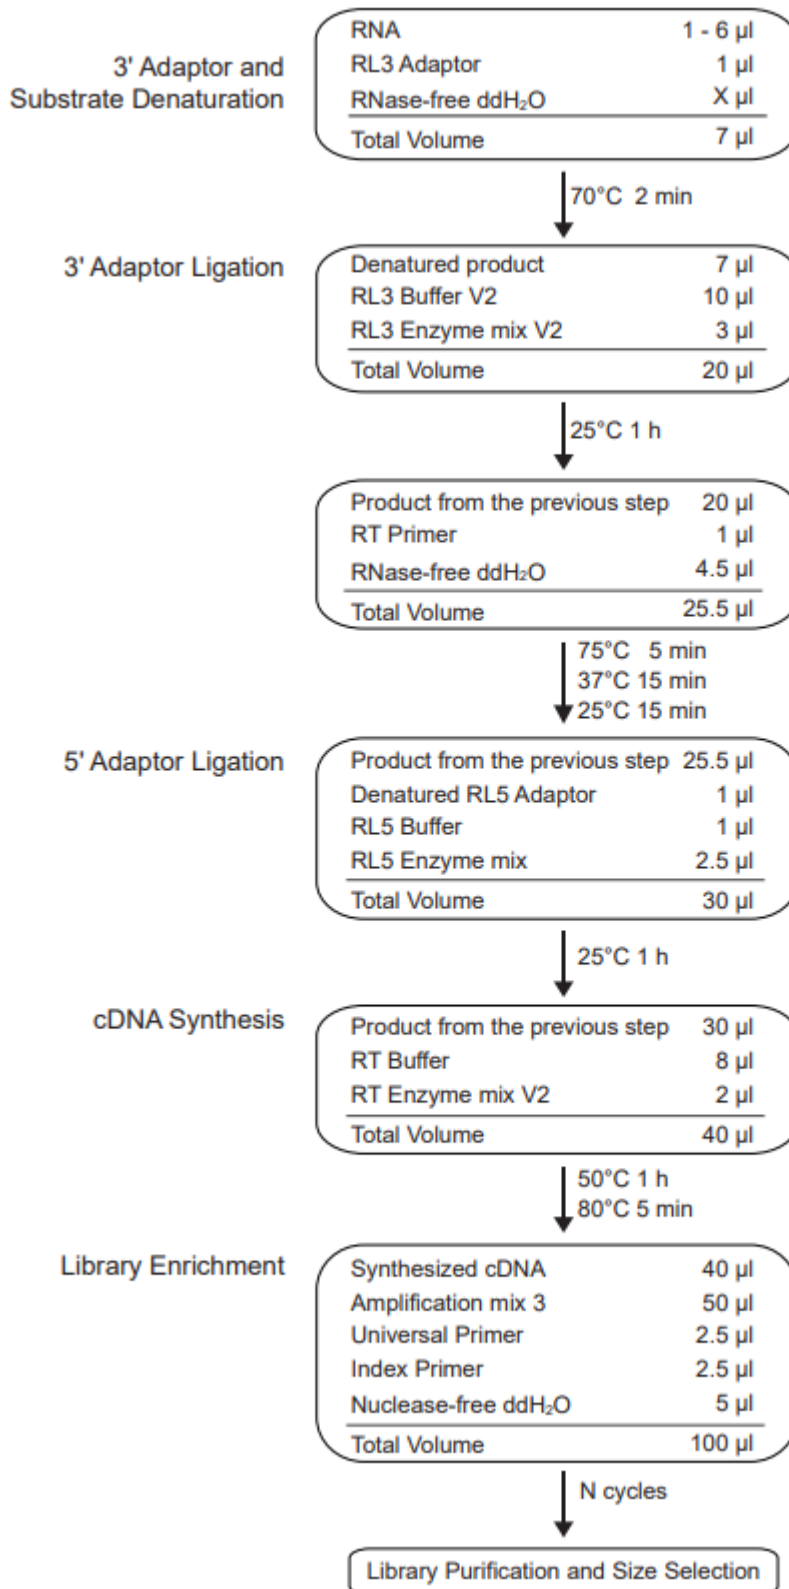 3' Adaptor and
Substrate Denaturation
RNA 1 - 6 µl
RL3 Adaptor 1 µl
RNase-free ddH₂O X µl
Total Volume 7 µl
70°C 2 min
3' Adaptor Ligation
Denatured product 7 µl
RL3 Buffer V2 10 µl
RL3 Enzyme mix V2 3 µl
Total Volume 20 µl
25°C 1 h
Product from the previous step 20 µl
RT Primer 1 µl
RNase-free ddH₂O 4.5 µl
Total Volume 25.5 µl
75°C 5 min
37°C 15 min
25°C 15 min
5' Adaptor Ligation
Product from the previous step 25.5 µl
Denatured RL5 Adaptor 1 µl
RL5 Buffer 1 µl
RL5 Enzyme mix 2.5 µl
Total Volume 30 µl
25°C 1 h
cDNA Synthesis
Product from the previous step 30 µl
RT Buffer 8 µl
RT Enzyme mix V2 2 µl
Total Volume 40 µl
50°C 1 h
80°C 5 min
Library Enrichment
Synthesized cDNA 40 µl
Amplification mix 3 50 µl
Universal Primer 2.5 µl
Index Primer 2.5 µl
Nuclease-free ddH₂O 5 µl
Total Volume 100 µl
N cycles
Library Purification and Size Selection